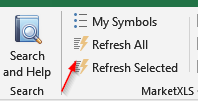 Search
and Help
Search
My Symbols
Refresh All
Refresh Selected
MarketXLS